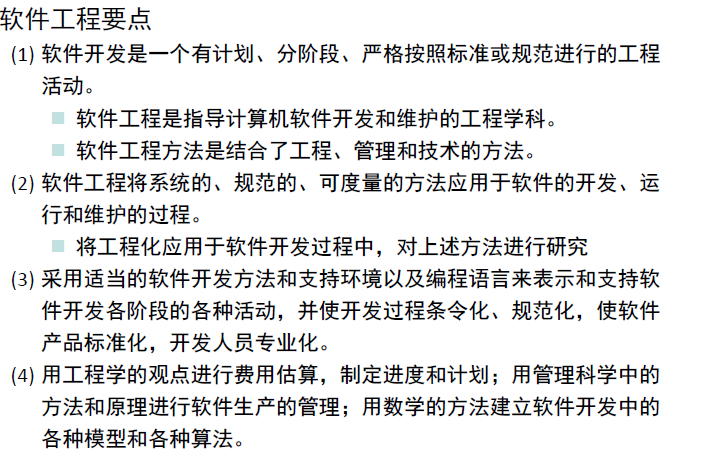 软件工程要点
(1) 软件开发是一个有计划、分阶段、严格按照标准或规范进行的工程
活动。
软件工程是指导计算机软件开发和维护的工程学科。
软件工程方法是结合了工程、管理和技术的方法。
(2) 软件工程将系统的、规范的、可度量的方法应用于软件的开发、运
行和维护的过程。
将工程化应用于软件开发过程中，对上述方法进行研究
(3) 采用适当的软件开发方法和支持环境以及编程语言来表示和支持软
件开发各阶段的各种活动，并使开发过程条令化、规范化，使软件
产品标准化，开发人员专业化。
(4) 用工程学的观点进行费用估算，制定进度和计划；用管理科学中的
方法和原理进行软件生产的管理；用数学的方法建立软件开发中的
各种模型和各种算法。